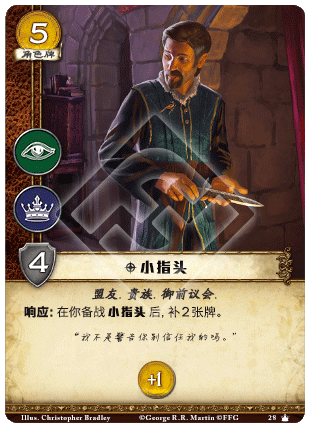 5
角色牌
4
小指头
盟友. 贵族. 御前议会.
响应: 在你备战 小指头 后, 补2张牌。
“我不是警告你别信任我的吗。”
+1
Illus. Christopher Bradley ©George R.R. Martin ©FFG 28